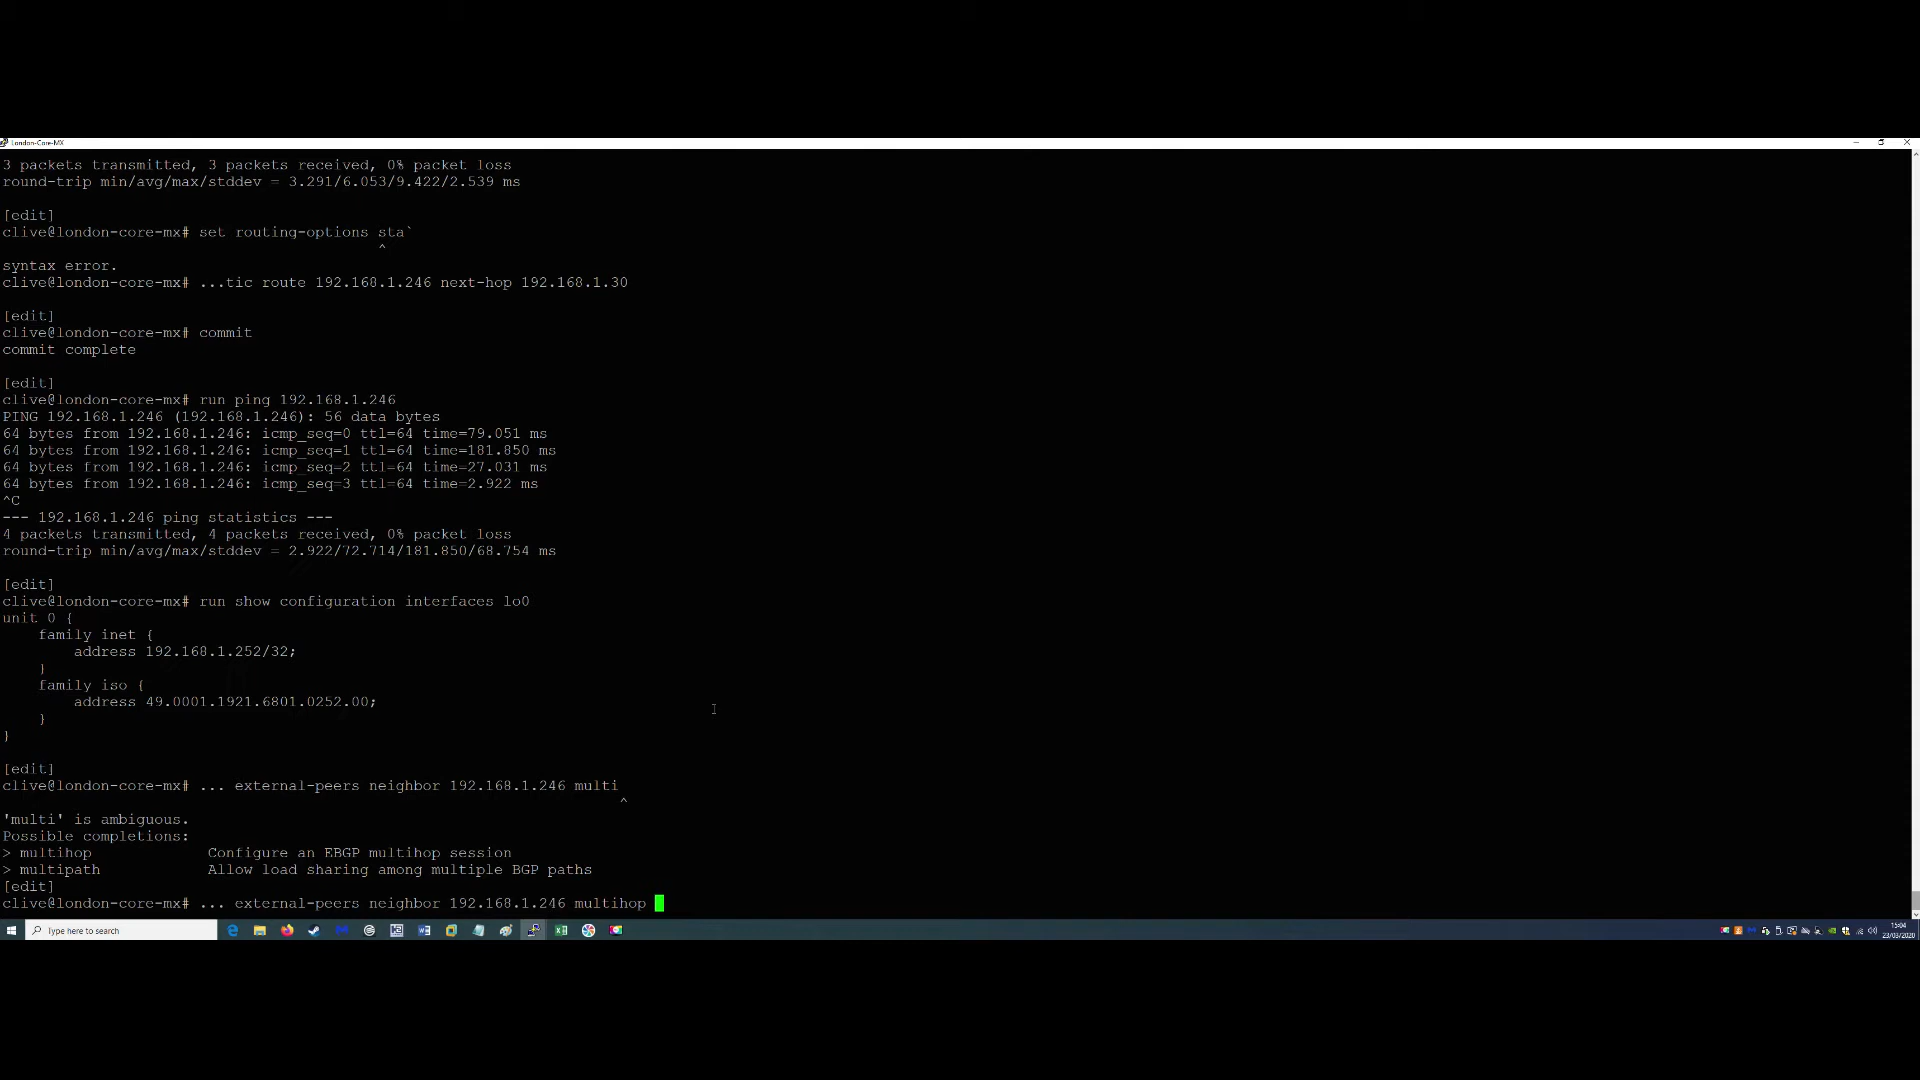 London-Core-MX
3 packets transmitted, 3 packets received, 0% packet loss
round-trip min/avg/max/stddev = 3.291/6.053/9.422/2.539 ms
[edit]
clive@london-core-mx# set routing-options sta`
^
syntax error.
clive@london-core-mx# ...tic route 192.168.1.246 next-hop 192.168.1.30
[edit]
clive@london-core-mx# commit
commit complete
[edit]
clive@london-core-mx# run ping 192.168.1.246
PING 192.168.1.246 (192.168.1.246): 56 data bytes
64 bytes from 192.168.1.246: icmp_seq=0 ttl=64 time=79.051 ms
64 bytes from 192.168.1.246: icmp_seq=1 ttl=64 time=181.850 ms
64 bytes from 192.168.1.246: icmp_seq=2 ttl=64 time=27.031 ms
64 bytes from 192.168.1.246: icmp_seq=3 ttl=64 time=2.922 ms
^C
--- 192.168.1.246 ping statistics ---
4 packets transmitted, 4 packets received, 0% packet loss
round-trip min/avg/max/stddev = 2.922/72.714/181.850/68.754 ms
[edit]
clive@london-core-mx# run show configuration interfaces lo0
unit 0 {
    family inet {
        address 192.168.1.252/32;
    }
    family iso {
        address 49.0001.1921.6801.0252.00;
    }
}
[edit]
clive@london-core-mx# ... external-peers neighbor 192.168.1.246 multi
^
'multi' is ambiguous.
Possible completions:
> multihop             Configure an EBGP multihop session
> multipath            Allow load sharing among multiple BGP paths
[edit]
clive@london-core-mx# ... external-peers neighbor 192.168.1.246 multihop
Type here to search
15:04
23/03/2020